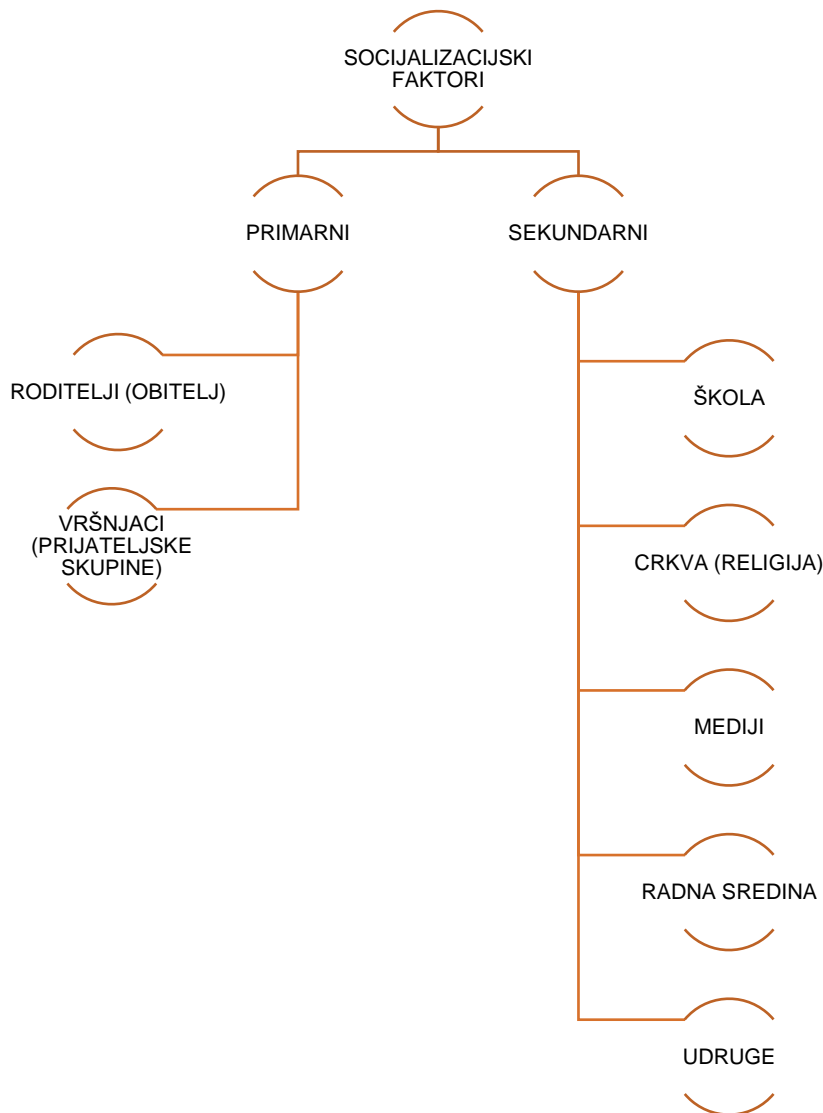 SOCIJALIZACIJSKI
FAKTORI
PRIMARNI
SEKUNDARNI
RODITELJI (OBITELJ)
VRŠNJACI
(PRIJATELJSKE
SKUPINE)
ŠKOLA
CRKVA (RELIGIJA)
MEDIJI
RADNA SREDINA
UDRUGE